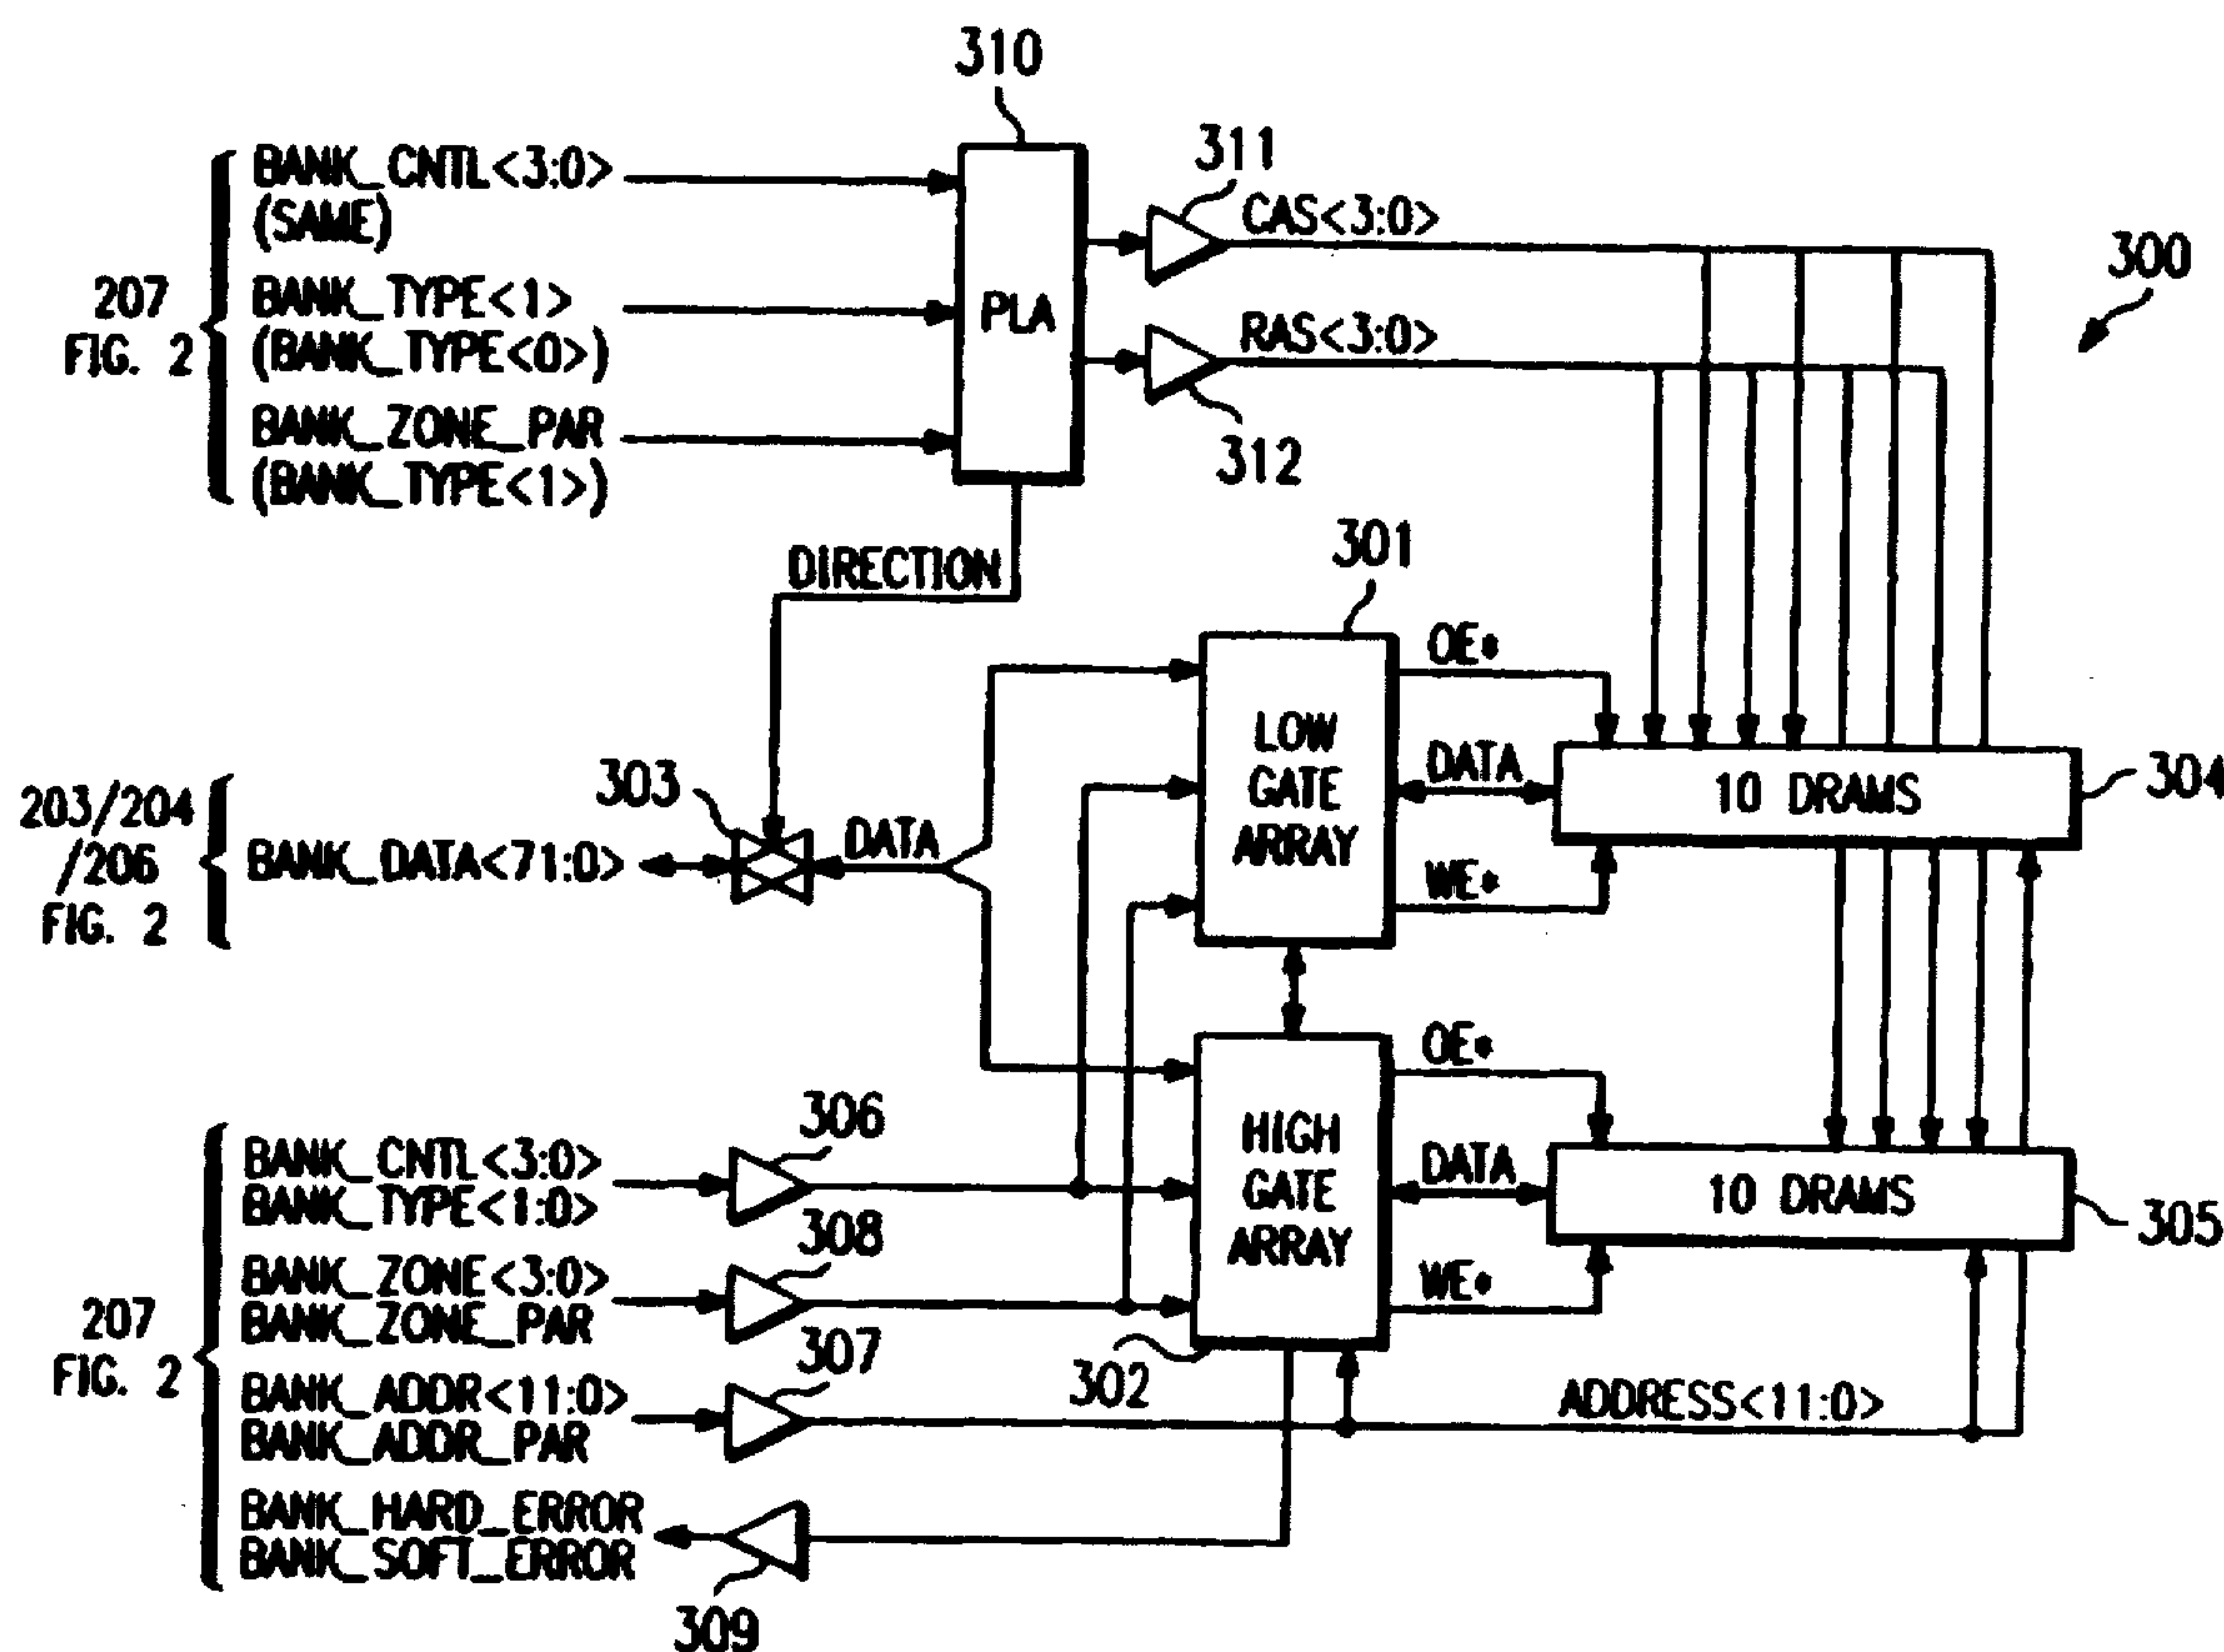 310
BANK_CNTL<3:0>
(SAME)
BANK_TYPE<1>
(BANK_TYPE<0>)
BANK_ZONE_PAR
(BANK_TYPE<1>)
207
FIG. 2
PLA
311
CAS<3:0>
RAS<3:0>
312
300
DIRECTION
301
LOW
GATE
ARRAY
OE*
DATA
WE*
10 DRAMS
304
203/204
/206
FIG. 2
BANK_DATA<71:0>
303
DATA
HIGH
GATE
ARRAY
302
OE*
DATA
WE*
10 DRAMS
305
207
FIG. 2
BANK_CNTL<3:0>
BANK_TYPE<1:0>
306
BANK_ZONE<3:0>
BANK_ZONE_PAR
308
BANK_ADDR<11:0>
BANK_ADDR_PAR
307
ADDRESS<11:0>
BANK_HARD_ERROR
BANK_SOFT_ERROR
309